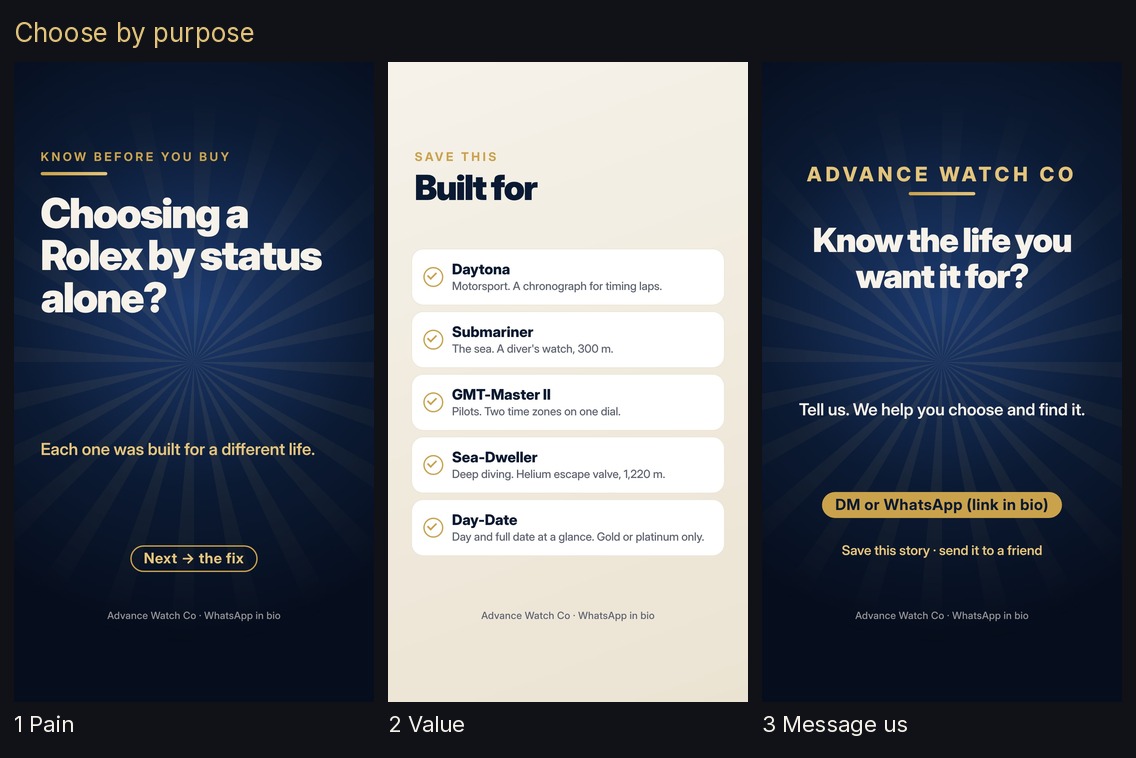 Choose by purpose
KNOW BEFORE YOU BUY
Choosing a
Rolex by status
alone?
Each one was built for a different life.
Next → the fix
Advance Watch Co · WhatsApp in bio
1 Pain
SAVE THIS
Built for
Daytona
Motorsport. A chronograph for timing laps.
Submariner
The sea. A diver's watch, 300 m.
GMT-Master II
Pilots. Two time zones on one dial.
Sea-Dweller
Deep diving. Helium escape valve, 1,220 m.
Day-Date
Day and full date at a glance. Gold or platinum only.
Advance Watch Co · WhatsApp in bio
2 Value
ADVANCE WATCH CO
Know the life you
want it for?
Tell us. We help you choose and find it.
DM or WhatsApp (link in bio)
Save this story · send it to a friend
Advance Watch Co · WhatsApp in bio
3 Message us